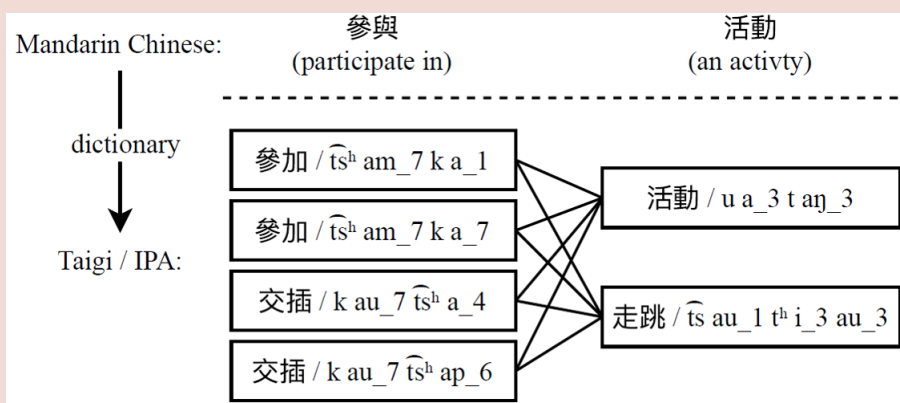 Mandarin Chinese:
參與
(participate in)
活動
(an activty)
dictionary
Taigi / IPA:
參加 / t͡sʰ am_7 k a_1
參加 / t͡sʰ am_7 k a_7
交插 / k au_7 t͡sʰ a_4
交插 / k au_7 t͡sʰ ap_6
活動 / u a_3 t aŋ_3
走跳 / t͡s au_1 tʰ i_3 au_3